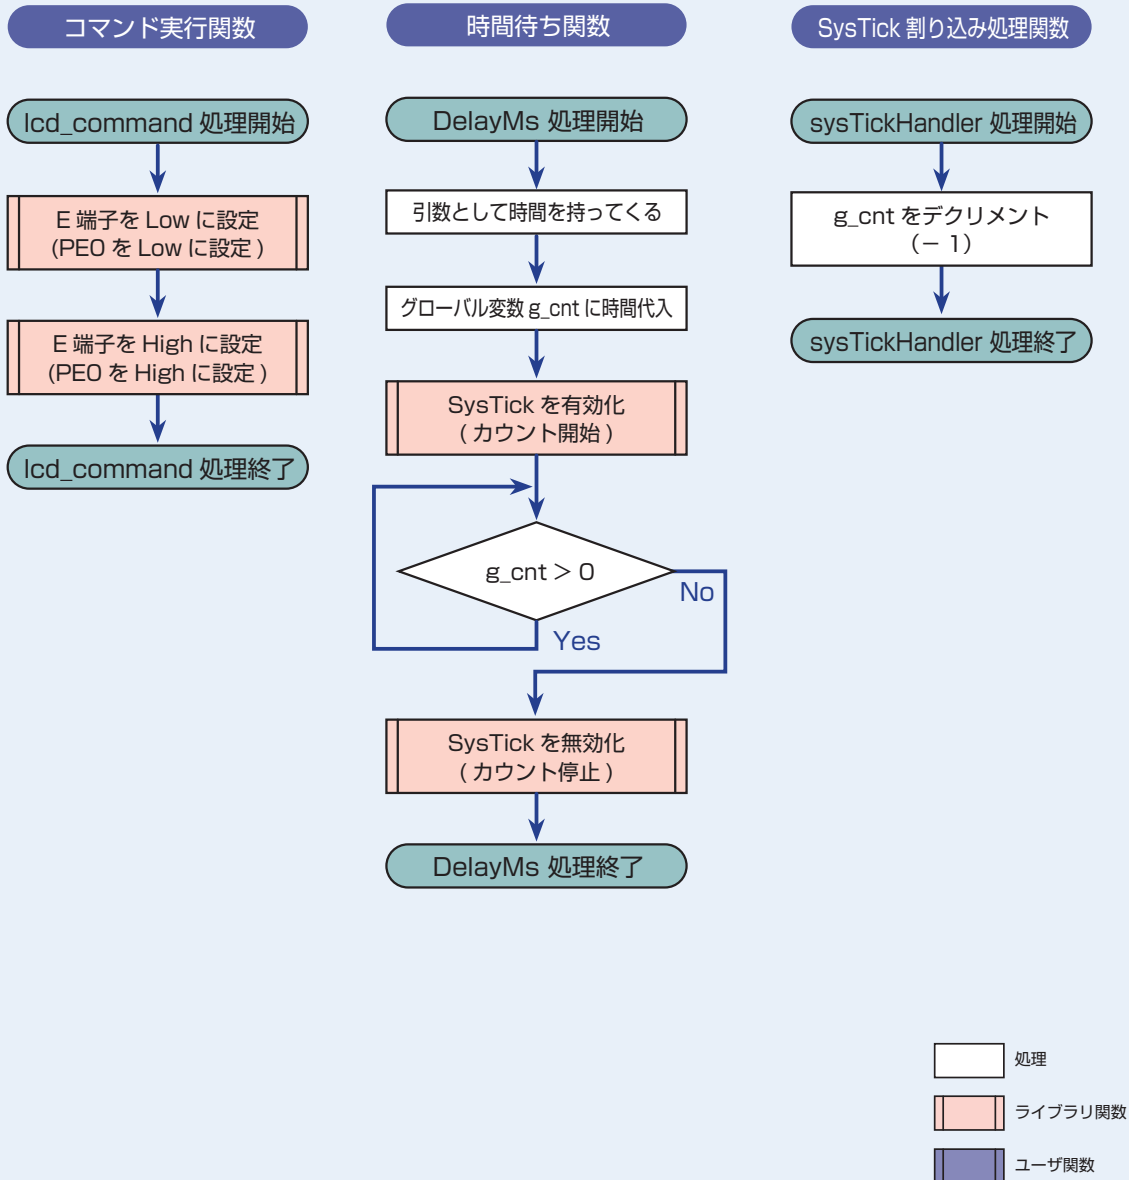 コマンド実行関数
lcd_command 処理開始
E 端子を Low に設定
(PE0 を Low に設定 )
E 端子を High に設定
(PE0 を High に設定 )
lcd_command 処理終了
時間待ち関数
DelayMs 処理開始
引数として時間を持ってくる
グローバル変数 g_cnt に時間代入
SysTick を有効化
( カウント開始 )
g_cnt > 0
No
Yes
SysTick を無効化
( カウント停止 )
DelayMs 処理終了
SysTick 割り込み処理関数
sysTickHandler 処理開始
g_cnt をデクリメント
(− 1)
sysTickHandler 処理終了
処理
ライブラリ関数
ユーザ関数